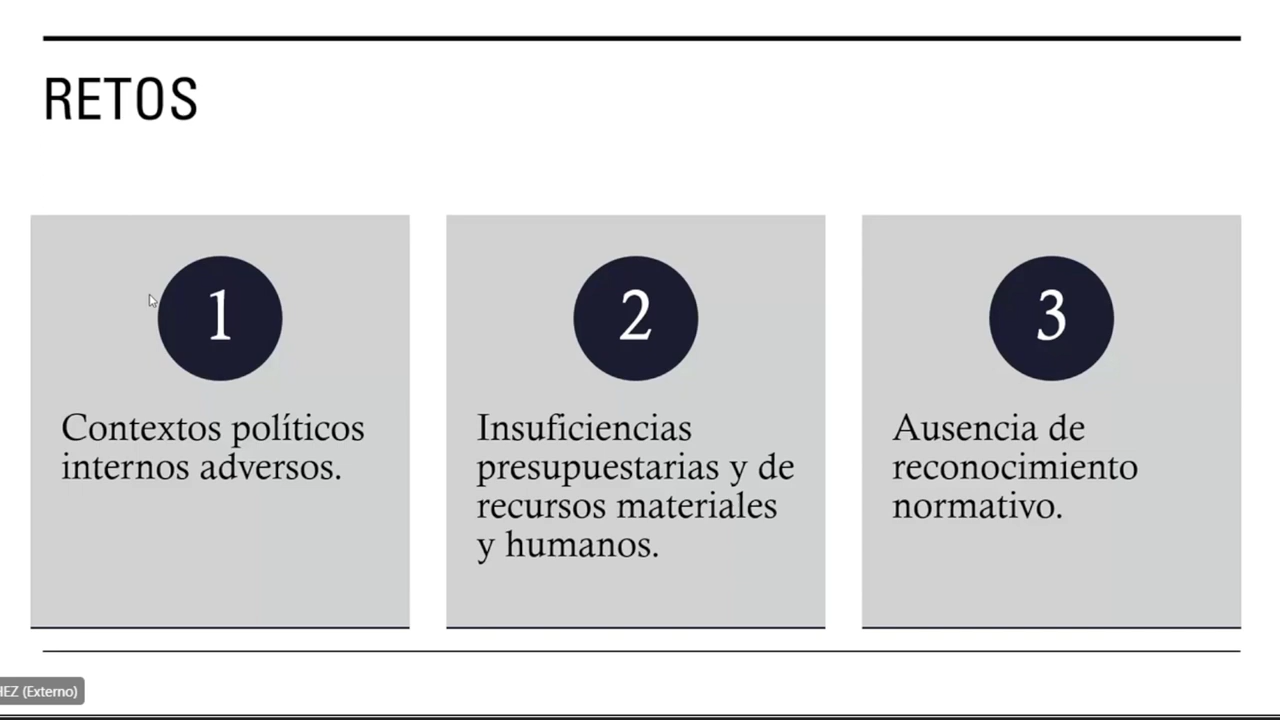 RETOS
1
Contextos políticos
internos adversos.
2
Insuficiencias
presupuestarias y de
recursos materiales
y humanos.
3
Ausencia de
reconocimiento
normativo.
(Externo)